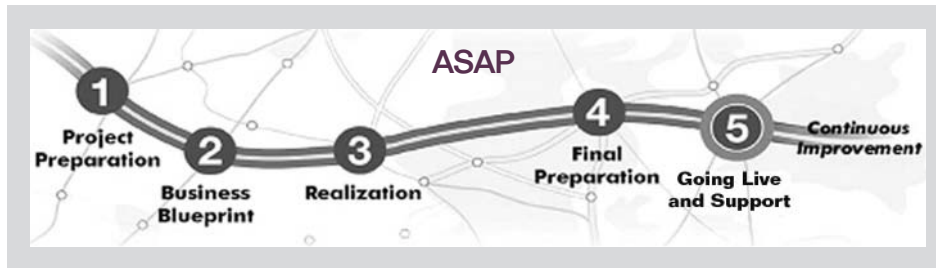 ASAP
1
Project
Preparation
2
Business
Blueprint
3
Realization
4
Final
Preparation
5
Going Live
and Support
Continuous
Improvement